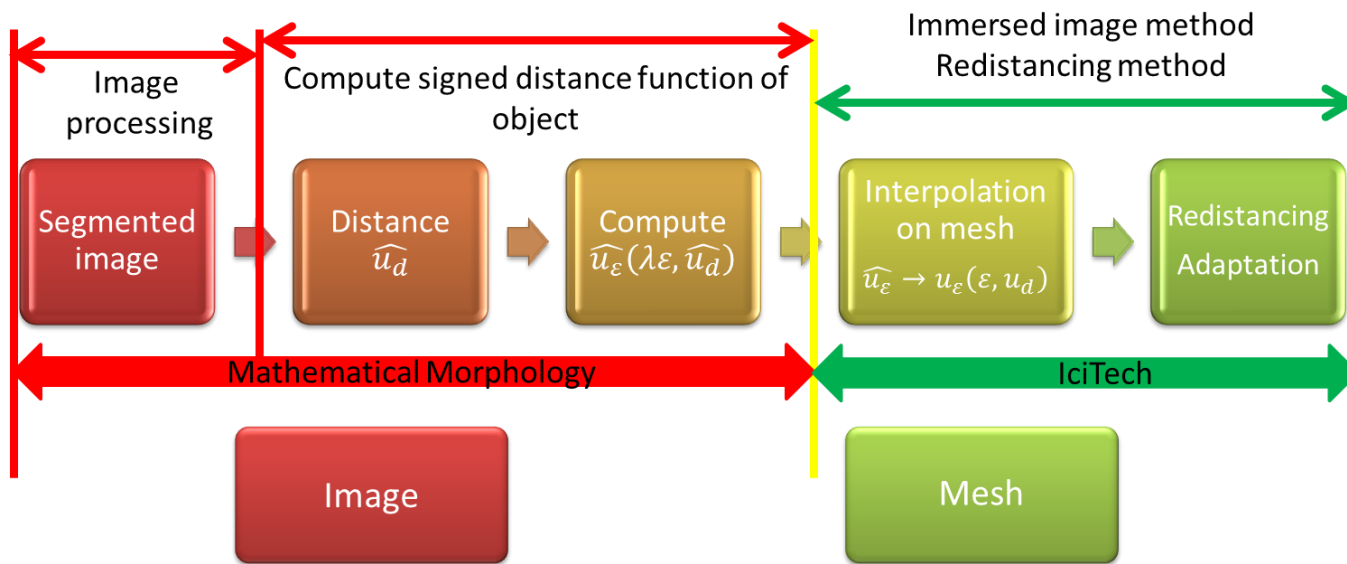 Image
processing
Compute signed distance function of
object
Immersed image method
Redistancing method
Segmented
image
Distance
$\widehat{u_d}$
Compute
$\widehat{u_\varepsilon}(\lambda\varepsilon, \widehat{u_d})$
Interpolation
on mesh
$\widehat{u_\varepsilon} \to u_\varepsilon(\varepsilon, u_d)$
Redistancing
Adaptation
Mathematical Morphology
IciTech
Image
Mesh